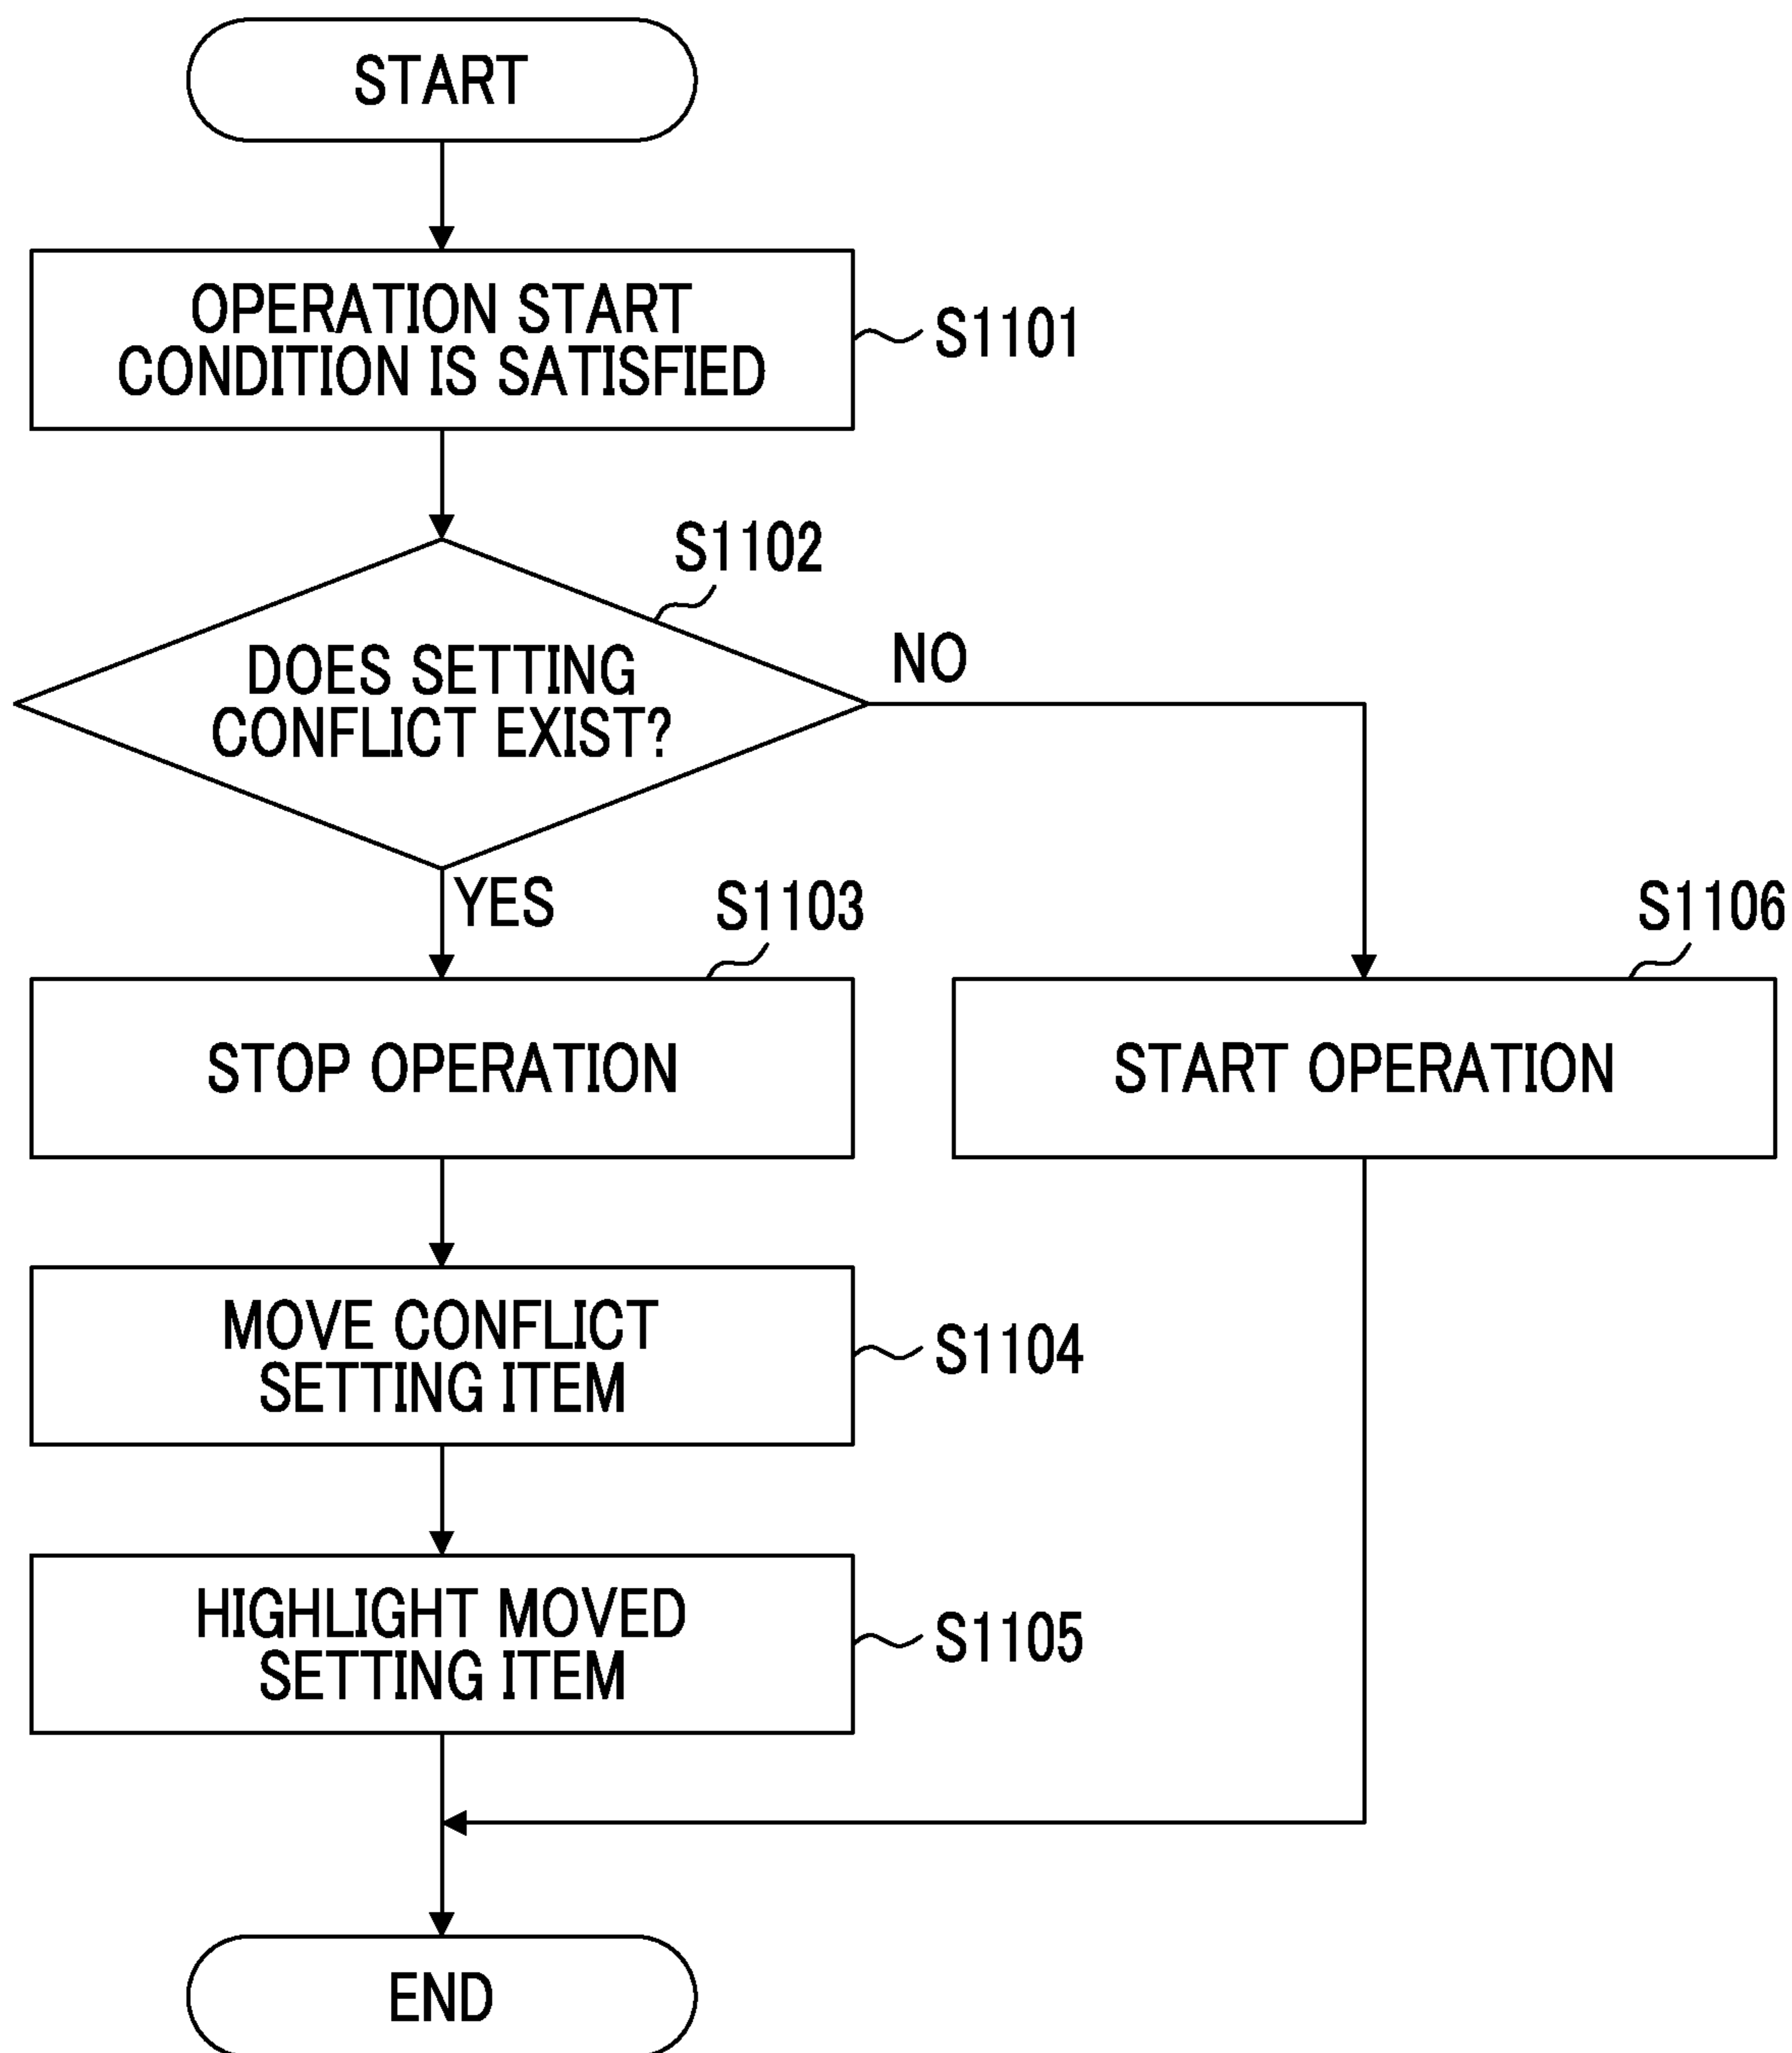 START
OPERATION START
CONDITION IS SATISFIED
S1101
S1102
DOES SETTING
CONFLICT EXIST?
NO
YES
S1103
STOP OPERATION
S1106
START OPERATION
MOVE CONFLICT
SETTING ITEM
S1104
HIGHLIGHT MOVED
SETTING ITEM
S1105
END